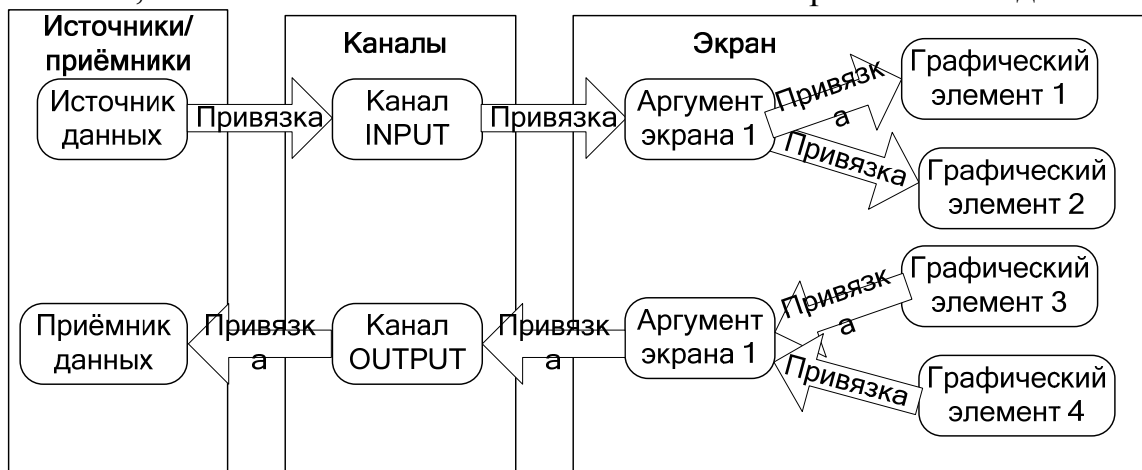 Источники/
приёмники
Каналы
Экран
Источник
данных
Привязка
Канал
INPUT
Привязка
Аргумент
экрана 1
Привязк
а
Графический
элемент 1
Привязка
Графический
элемент 2
Приёмник
данных
Привязк
а
Канал
OUTPUT
Привязк
а
Аргумент
экрана 1
Привязк
а
Графический
элемент 3
Привязка
Графический
элемент 4